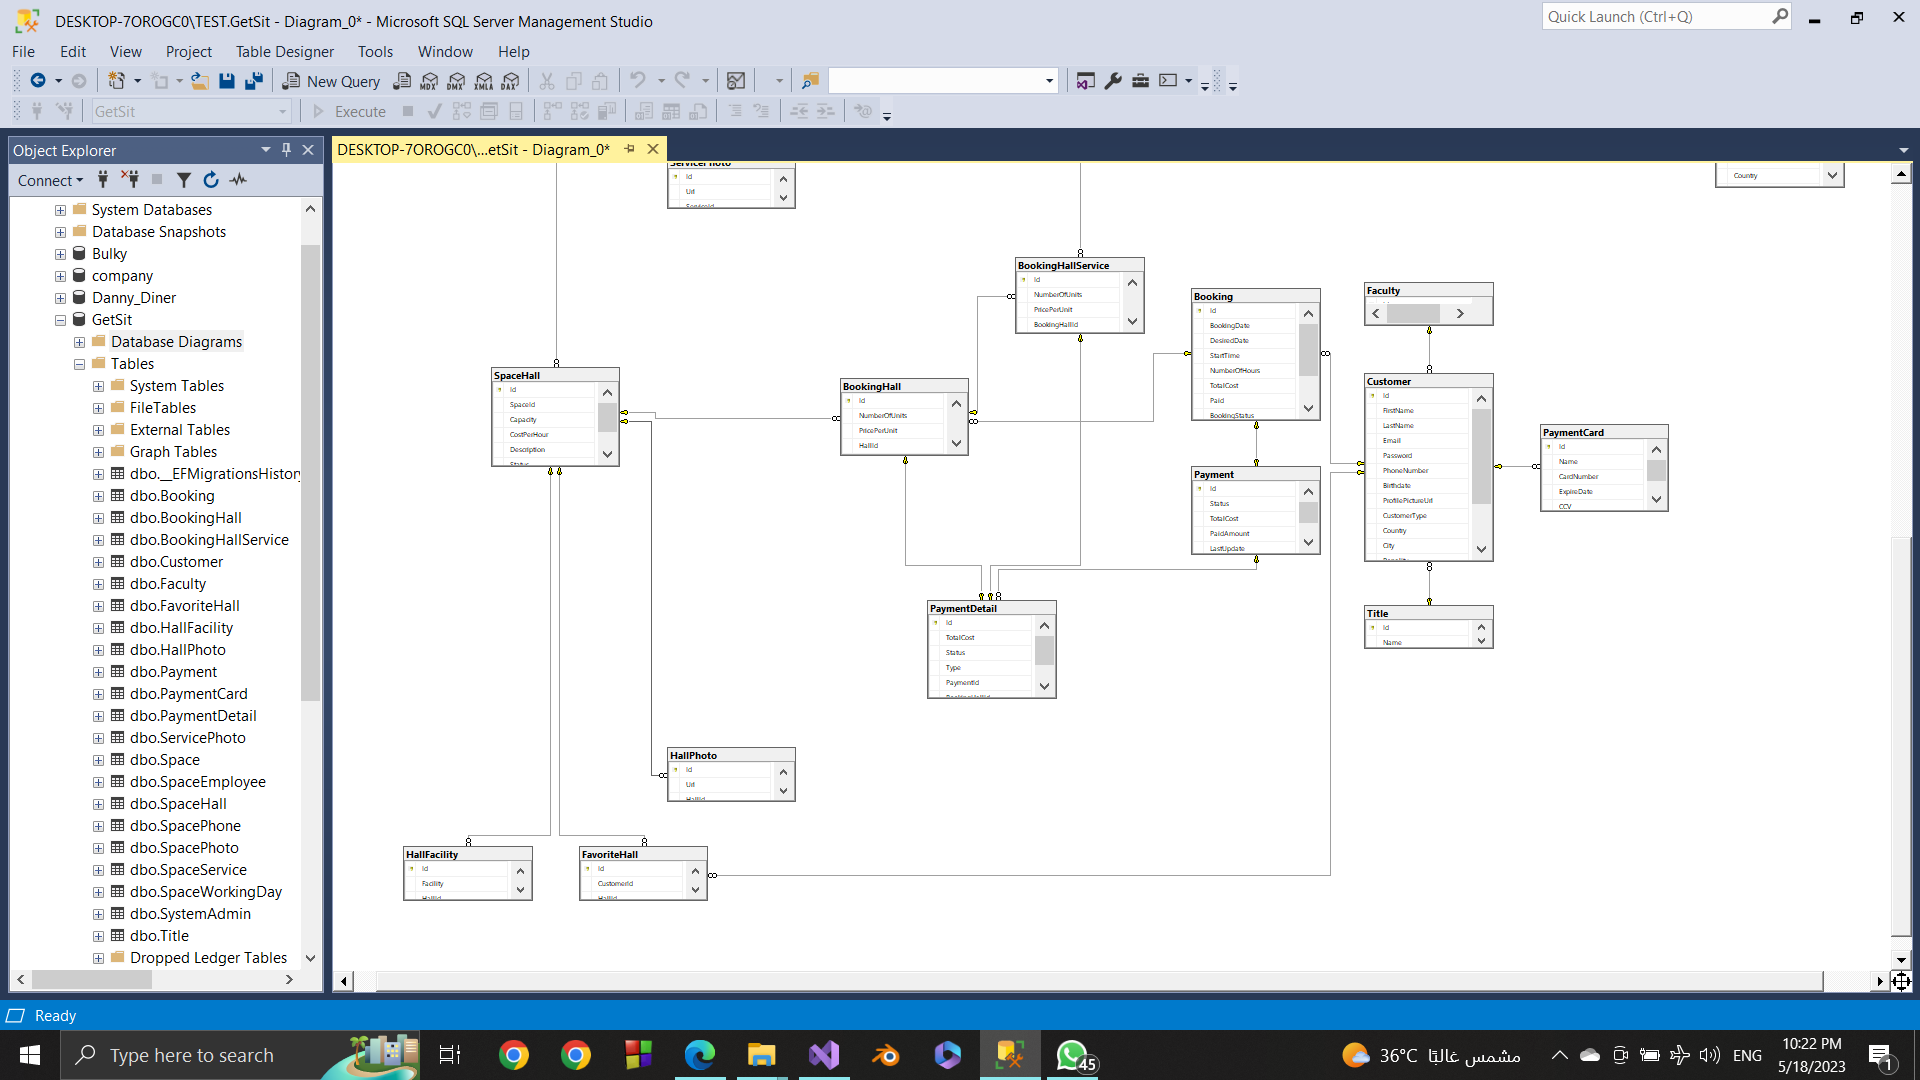 DESKTOP-7OROGC0\TEST.GetSit - Diagram_0* - Microsoft SQL Server Management Studio
Quick Launch (Ctrl+Q)
File Edit View Project Table Designer Tools Window Help
New Query MDX DMX XMLA DAX
GetSit Execute
Object Explorer
DESKTOP-7OROGC0\...etSit - Diagram_0*
Connect
System Databases
Database Snapshots
Bulky
company
Danny_Diner
GetSit
Database Diagrams
Tables
System Tables
FileTables
External Tables
Graph Tables
dbo.__EFMigrationsHistory
dbo.Booking
dbo.BookingHall
dbo.BookingHallService
dbo.Customer
dbo.Faculty
dbo.FavoriteHall
dbo.HallFacility
dbo.HallPhoto
dbo.Payment
dbo.PaymentCard
dbo.PaymentDetail
dbo.ServicePhoto
dbo.Space
dbo.SpaceEmployee
dbo.SpaceHall
dbo.SpacePhone
dbo.SpacePhoto
dbo.SpaceService
dbo.SpaceWorkingDay
dbo.SystemAdmin
dbo.Title
Dropped Ledger Tables
ServicePhoto
Id
Url
ServiceId
Country
BookingHallService
Id
NumberOfUnits
PricePerUnit
BookingHallId
Booking
Id
BookingDate
DesiredDate
StartTime
NumberOfHours
TotalCost
Paid
BookingStatus
Faculty
SpaceHall
Id
SpaceId
Capacity
CostPerHour
Description
Status
BookingHall
Id
NumberOfUnits
PricePerUnit
HallId
Customer
Id
FirstName
LastName
Email
Password
PhoneNumber
Birthdate
ProfilePictureUrl
CustomerType
Country
City
PaymentCard
Id
Name
CardNumber
ExpireDate
CCV
Payment
Id
Status
TotalCost
PaidAmount
LastUpdate
PaymentDetail
Id
TotalCost
Status
Type
PaymentId
BookingHallId
Title
Id
Name
HallPhoto
Id
Url
HallId
HallFacility
Id
Facility
HallId
FavoriteHall
Id
CustomerId
HallId
Ready
Type here to search
45
36°C مشمس غالبًا
ENG
10:22 PM
5/18/2023
1